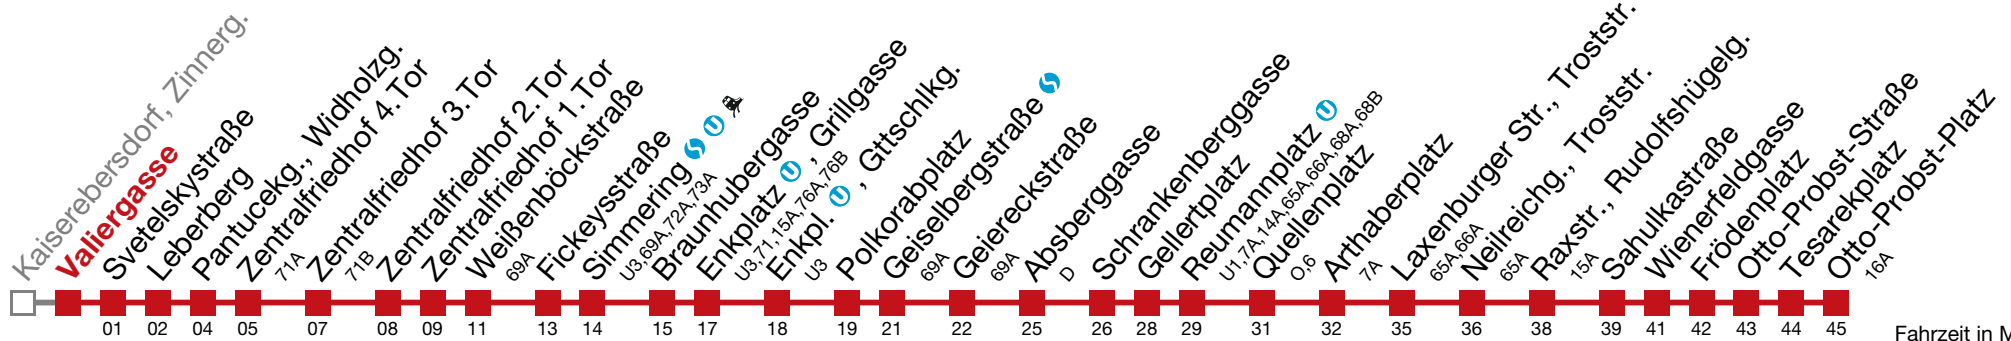 Kaiserebersdorf, Zinnerg.
Valiergasse
Svetelskystraße
Leberberg
Pantucekg., Widholzg.
Zentralfriedhof 4.Tor
71A
Zentralfriedhof 3.Tor
71B
Zentralfriedhof 2.Tor
Zentralfriedhof 1.Tor
Weißenböckstraße
69A
Fickeysstraße
Simmering S U
U3,69A,72A,73A
Braunhubergasse
Enkplatz U , Grillgasse
U3,71,15A,76A,76B
Enkpl. U , Gttschlkg.
U3
Polkorabplatz
Geiselbergstraße S
69A
Geiereckstraße
69A
Absberggasse
D
Schrankenberggasse
Gellertplatz
Reumannplatz U
U1,7A,14A,65A,66A,68A,68B
Quellenplatz
O,6
Arthaberplatz
7A
Laxenburger Str., Troststr.
65A,66A
Neilreichg., Troststr.
65A
Raxstr., Rudolfshügelg.
15A
Sahulkastraße
Wienerfeldgasse
Frödenplatz
Otto-Probst-Straße
Tesarekplatz
Otto-Probst-Platz
16A
01 02 04 05 07 08 09 11 13 14 15 17 18 19 21 22 25 26 28 29 31 32 35 36 38 39 41 42 43 44 45
Fahrzeit in M